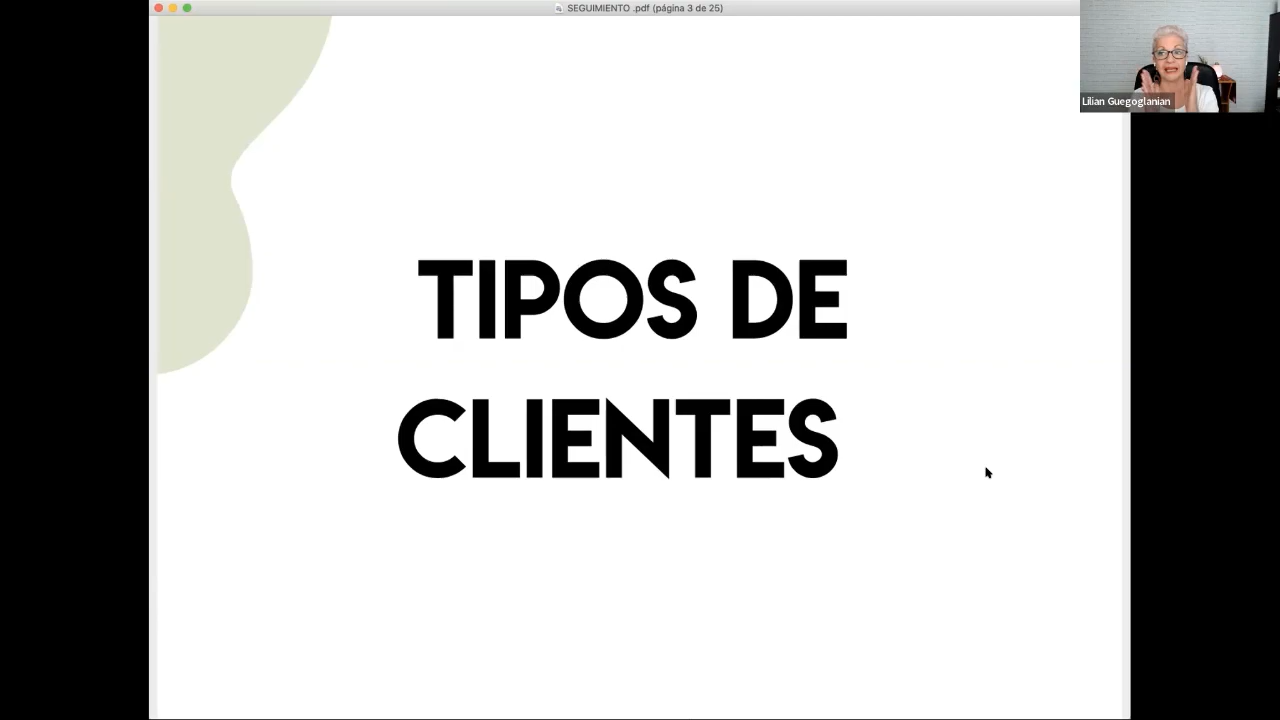 SEGUIMIENTO .pdf (página 3 de 25)
Lilian Guegoglanian
TIPOS DE
CLIENTES